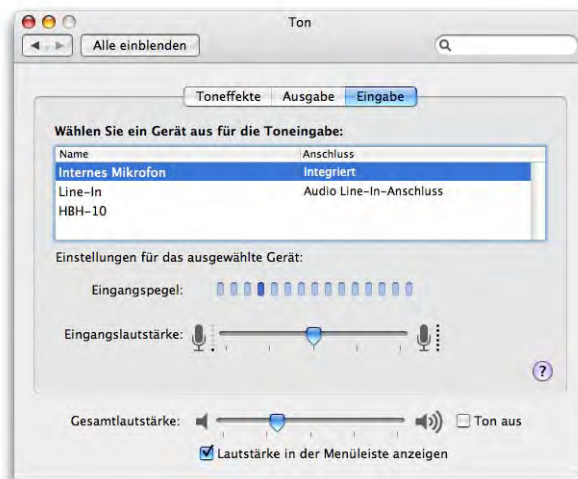 Ton
Alle einblenden
Toneffekte Ausgabe Eingabe
Wählen Sie ein Gerät aus für die Toneingabe:
Name Anschluss
Internes Mikrofon Integriert
Line-In Audio Line-In-Anschluss
HBH-10
Einstellungen für das ausgewählte Gerät:
Eingangspegel:
Eingangslautstärke:
?
Gesamtlautstärke: Ton aus
Lautstärke in der Menüleiste anzeigen